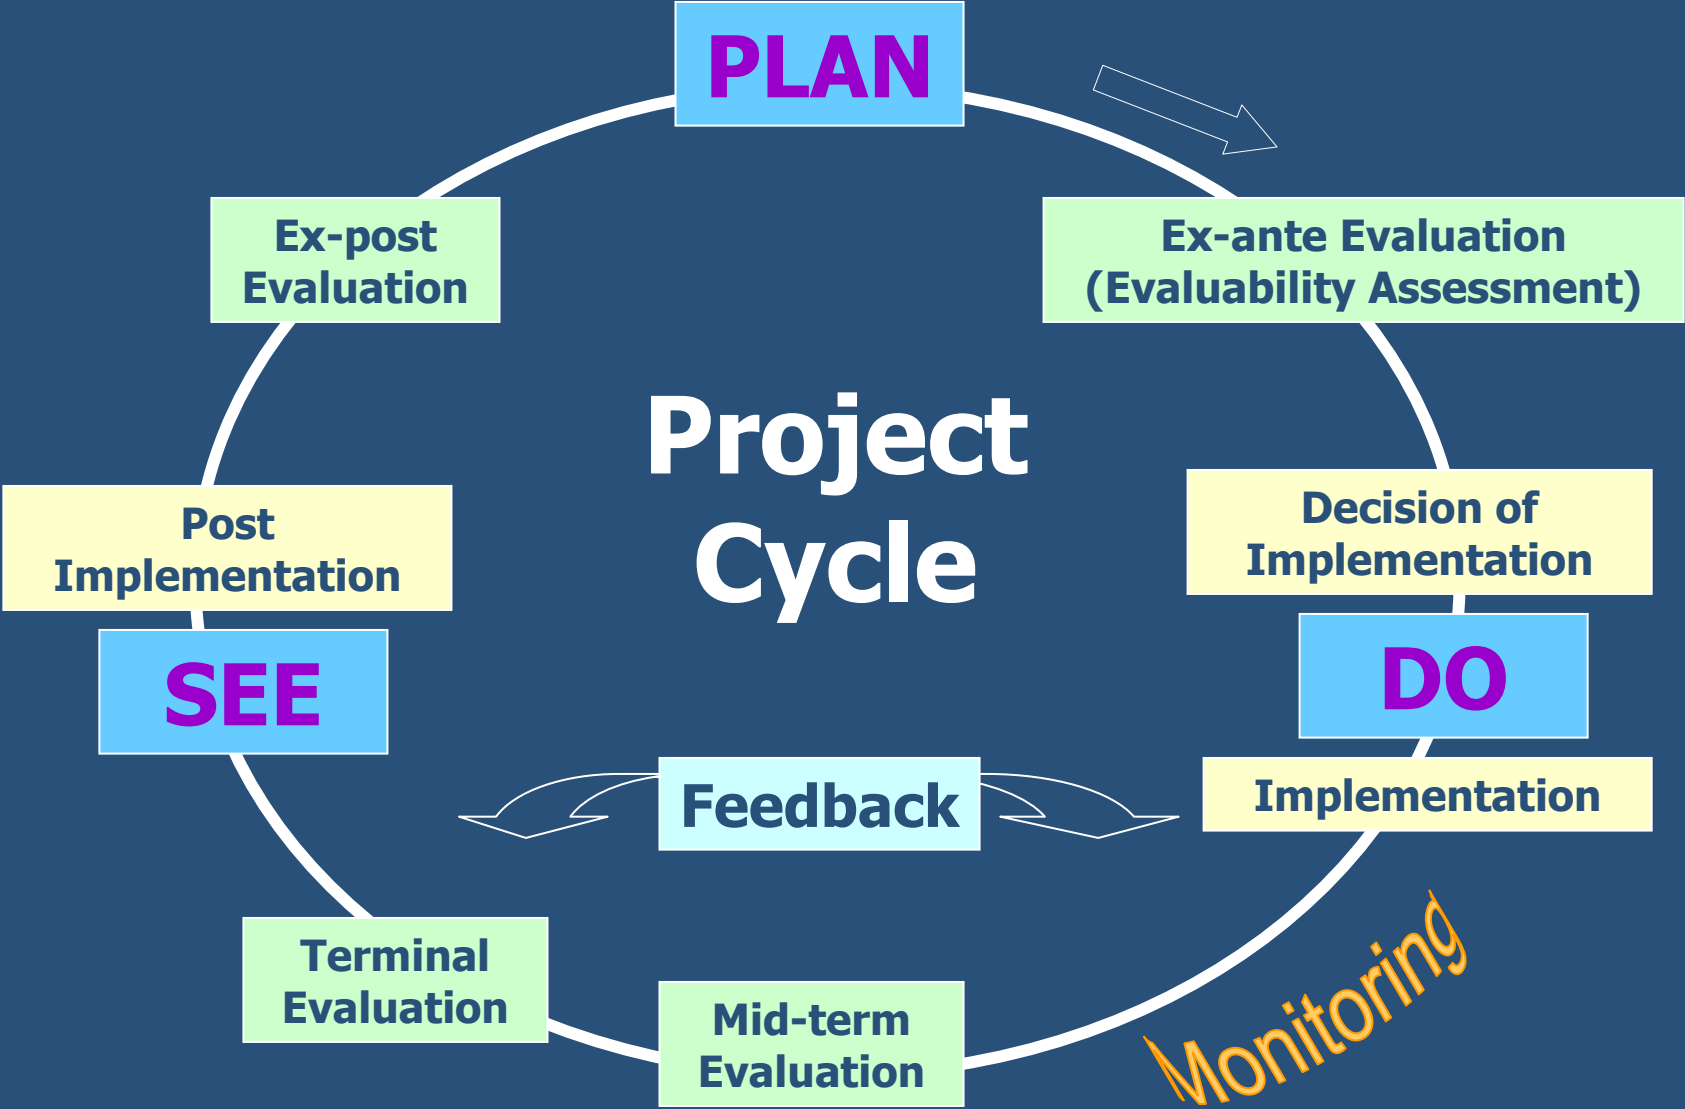 PLAN
Ex-post
Evaluation
Ex-ante Evaluation
(Evaluability Assessment)
Project
Cycle
Post
Implementation
Decision of
Implementation
SEE
DO
Feedback
Implementation
Terminal
Evaluation
Mid-term
Evaluation
Monitoring